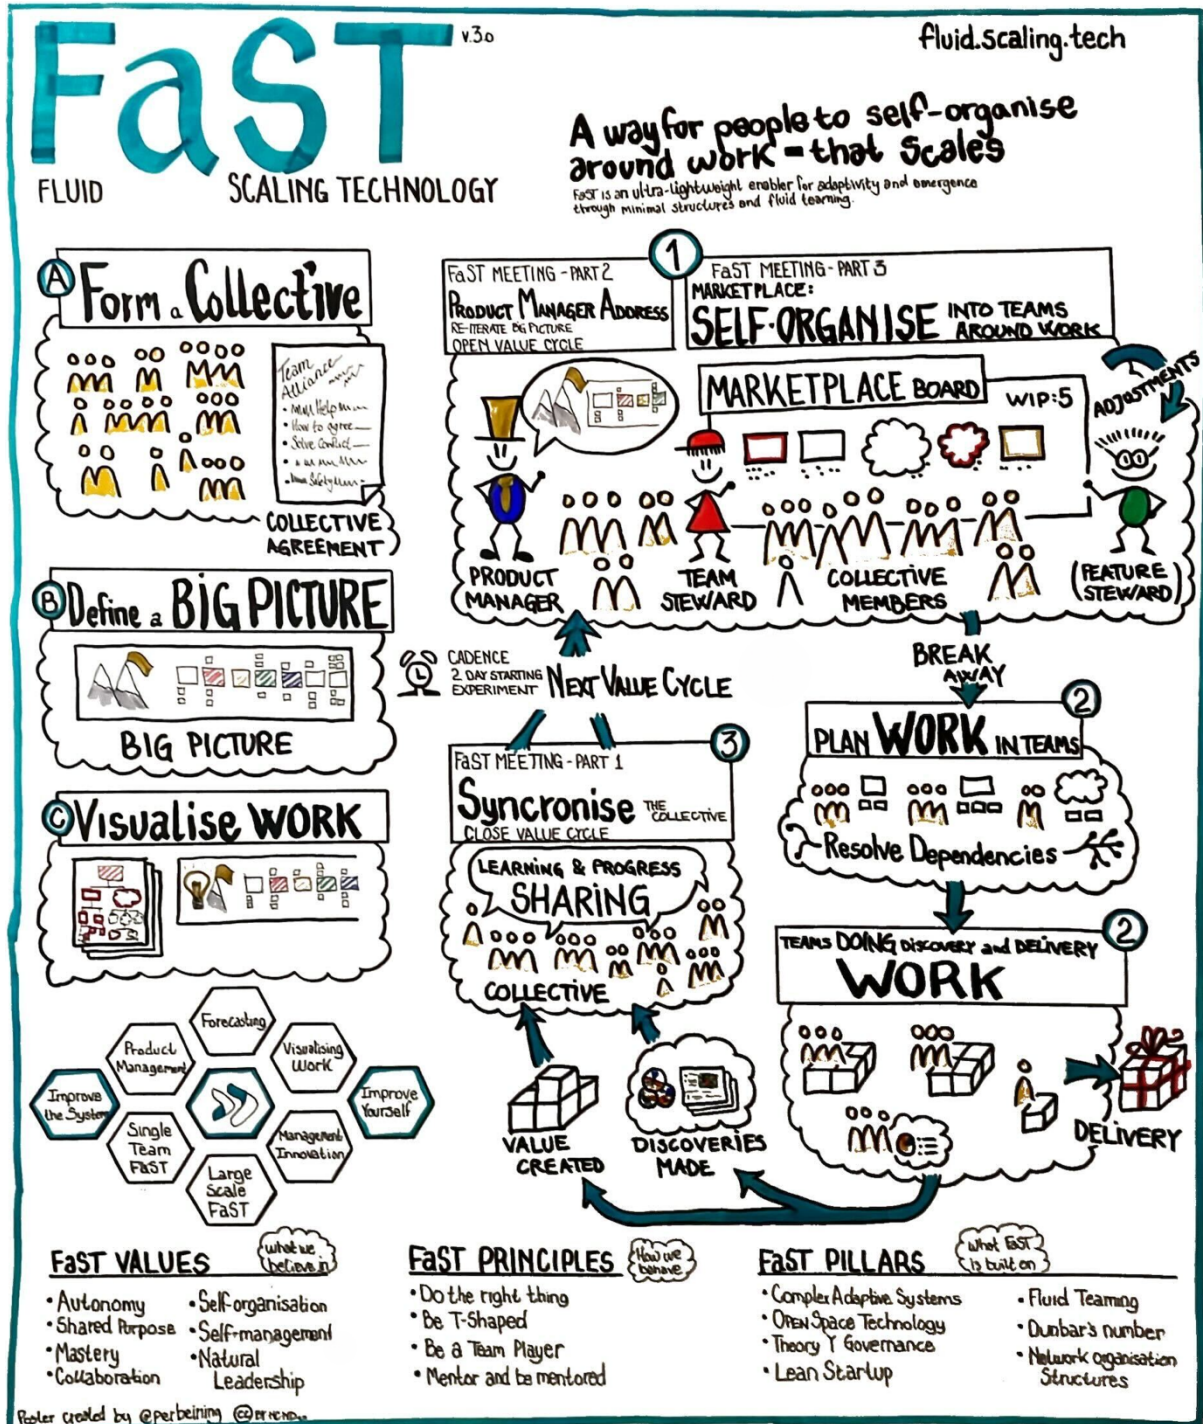 FaST v.3.0
fluid.scaling.tech
FLUID SCALING TECHNOLOGY
A way for people to self-organise
around work - that Scales
FaST is an ultra-lightweight enabler for adaptivity and emergence
through minimal structures and fluid teaming.
A
Form a Collective
Team
Alliance
• How to agree
• Solve Conflict
COLLECTIVE
AGREEMENT
B
Define a BIG PICTURE
BIG PICTURE
C
Visualise WORK
1
FaST MEETING - PART 2
PRODUCT MANAGER ADDRESS
RE-ITERATE BIG PICTURE
OPEN VALUE CYCLE
FaST MEETING - PART 3
MARKETPLACE:
SELF-ORGANISE INTO TEAMS
AROUND WORK
MARKETPLACE BOARD
WIP:5
ADJUSTMENTS
PRODUCT
MANAGER
TEAM
STEWARD
COLLECTIVE
MEMBERS
(FEATURE
STEWARD)
BREAK
AWAY
2
PLAN WORK IN TEAMS
Resolve Dependencies
TEAMS DOING Discovery and DELIVERY
WORK
2
DELIVERY
VALUE
CREATED
DISCOVERIES
MADE
3
FaST MEETING - PART 1
Syncronise THE
COLLECTIVE
CLOSE VALUE CYCLE
LEARNING & PROGRESS
SHARING
COLLECTIVE
CADENCE
2 DAY STARTING
EXPERIMENT
NEXT VALUE CYCLE
Forecasting
Product
Management
Visualising
Work
Improve
the System
Improve
Yourself
Single
Team
FaST
Management
Innovation
Large
Scale
FaST
FaST VALUES
what we
believe in
• Autonomy
• Shared Purpose
• Mastery
• Collaboration
• Self-organisation
• Self-management
• Natural
Leadership
FaST PRINCIPLES
How we
behave
• Do the right thing
• Be T-Shaped
• Be a Team Player
• Mentor and be mentored
FaST PILLARS
What FaST
is built on
• Complex Adaptive Systems
• OPEN Space Technology
• Theory Y Governance
• Lean Startup
• Fluid Teaming
• Dunbar's number
• Network organisation
Structures
Poster created by @perbeining